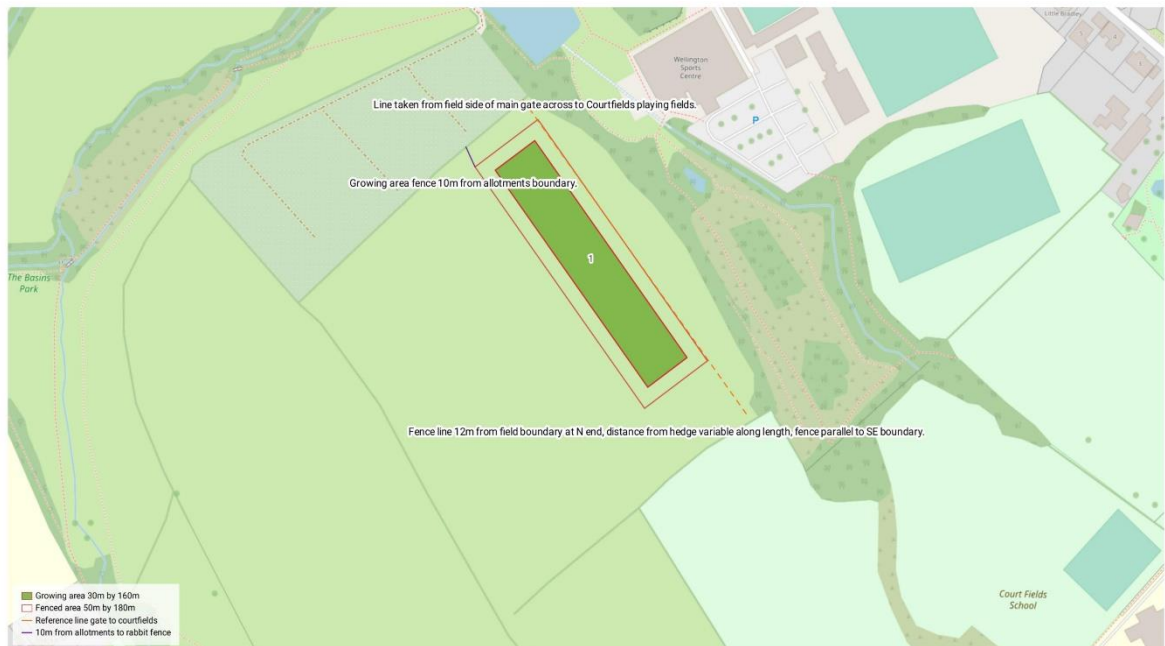 Little Bradley
Wellington
Sports
Centre
Line taken from field side of main gate across to Courtfields playing fields.
P
Growing area fence 10m from allotments boundary.
1
The Basins
Park
Fence line 12m from field boundary at N end, distance from hedge variable along length, fence parallel to SE boundary.
Growing area 30m by 160m
Fenced area 50m by 180m
Reference line gate to courtfields
10m from allotments to rabbit fence
Court Fields
School